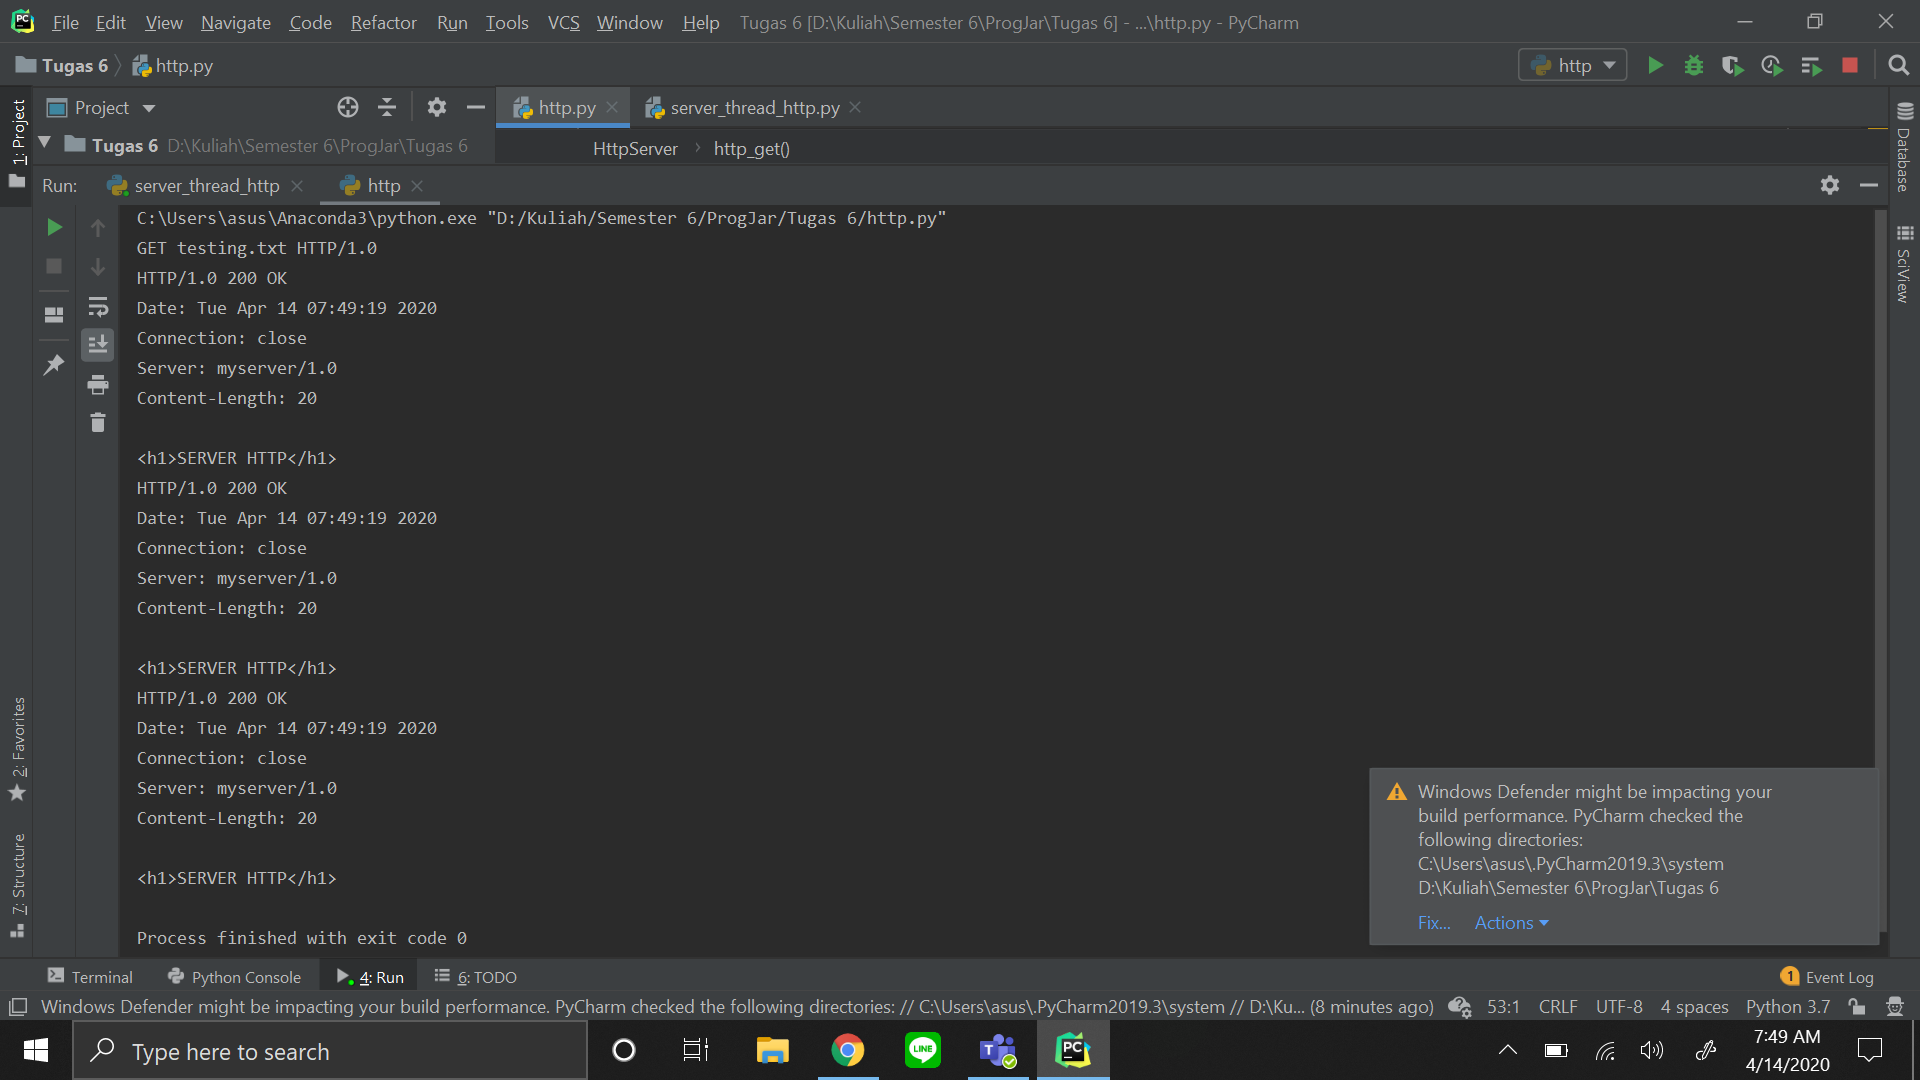 File Edit View Navigate Code Refactor Run Tools VCS Window Help Tugas 6 [D:\Kuliah\Semester 6\ProgJar\Tugas 6] - ...\http.py - PyCharm
Tugas 6 http.py http
Project http.py server_thread_http.py
Tugas 6 D:\Kuliah\Semester 6\ProgJar\Tugas 6 HttpServer http_get()
Run: server_thread_http http
1: Project
2: Favorites
7: Structure
Database
SciView
C:\Users\asus\Anaconda3\python.exe "D:/Kuliah/Semester 6/ProgJar/Tugas 6/http.py"
GET testing.txt HTTP/1.0
HTTP/1.0 200 OK
Date: Tue Apr 14 07:49:19 2020
Connection: close
Server: myserver/1.0
Content-Length: 20
<h1>SERVER HTTP</h1>
HTTP/1.0 200 OK
Date: Tue Apr 14 07:49:19 2020
Connection: close
Server: myserver/1.0
Content-Length: 20
<h1>SERVER HTTP</h1>
HTTP/1.0 200 OK
Date: Tue Apr 14 07:49:19 2020
Connection: close
Server: myserver/1.0
Content-Length: 20
<h1>SERVER HTTP</h1>
Process finished with exit code 0
Windows Defender might be impacting your
build performance. PyCharm checked the
following directories:
C:\Users\asus\.PyCharm2019.3\system
D:\Kuliah\Semester 6\ProgJar\Tugas 6
Fix... Actions
Terminal Python Console 4: Run 6: TODO 1 Event Log
Windows Defender might be impacting your build performance. PyCharm checked the following directories: // C:\Users\asus\.PyCharm2019.3\system // D:\Ku... (8 minutes ago) 53:1 CRLF UTF-8 4 spaces Python 3.7
Type here to search
LINE
T
PC
7:49 AM
4/14/2020